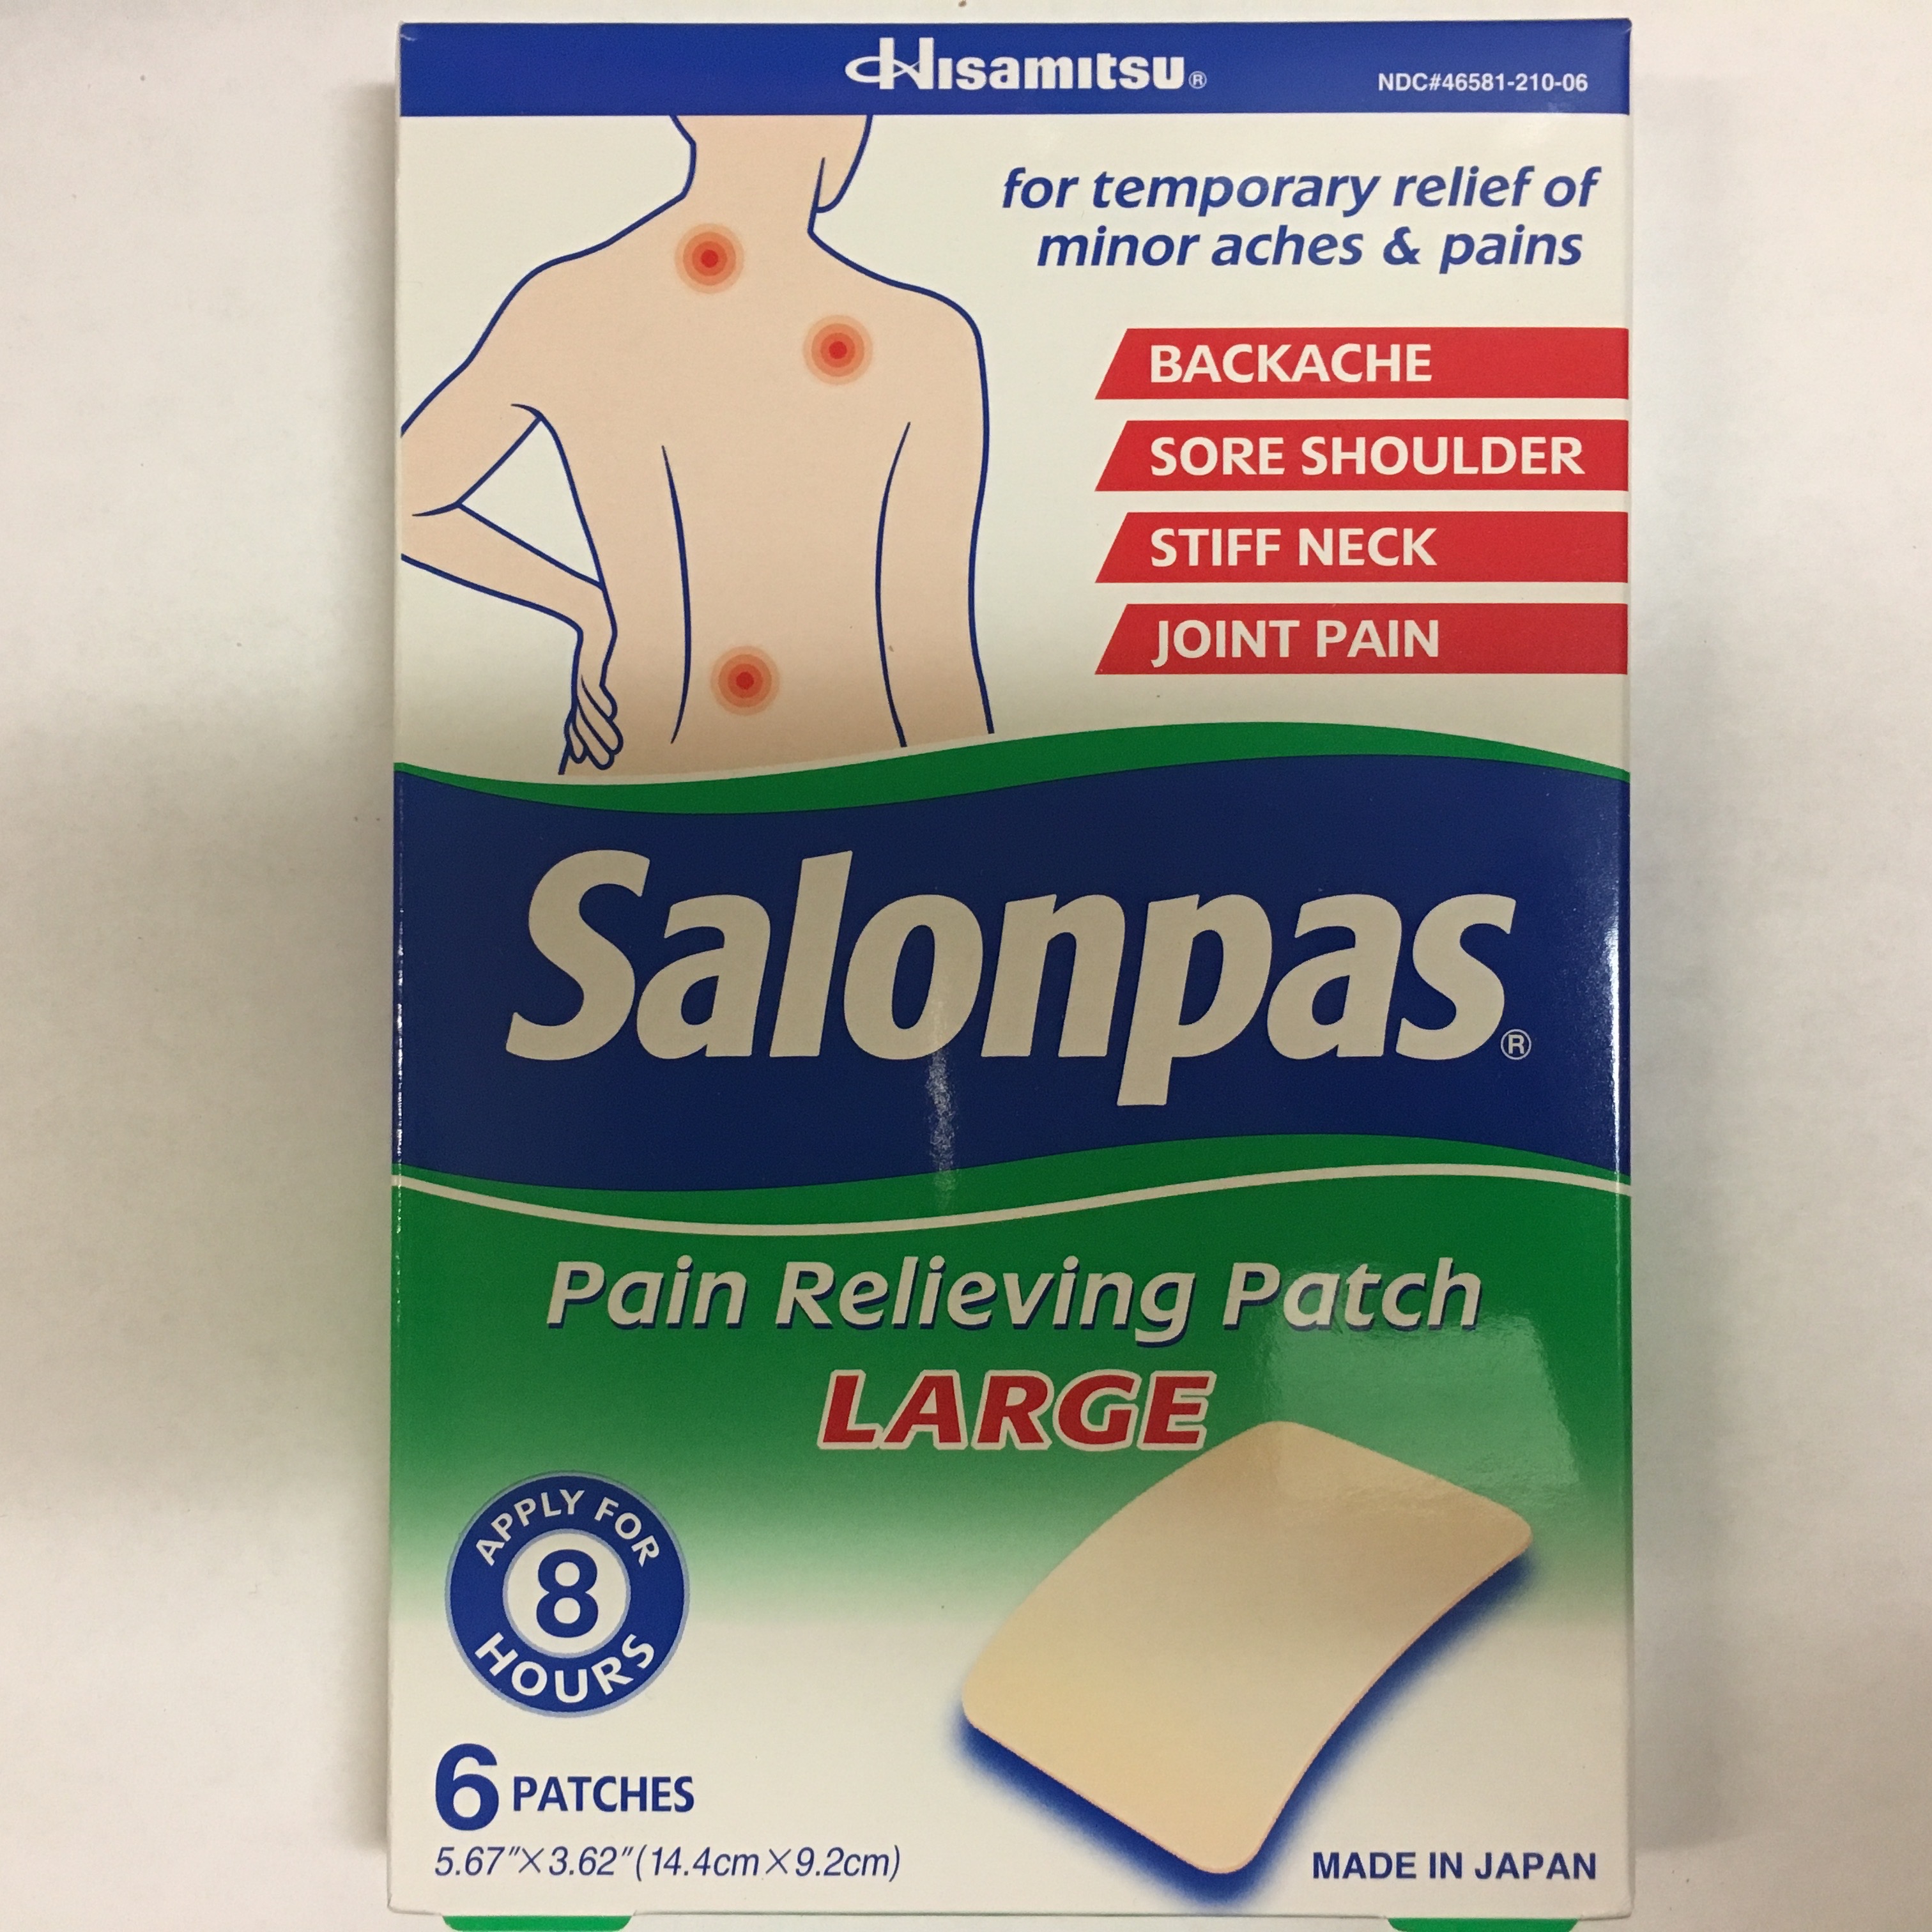 Hisamitsu®
NDC#46581-210-06
for temporary relief of
minor aches & pains
BACKACHE
SORE SHOULDER
STIFF NECK
JOINT PAIN
Salonpas®
Pain Relieving Patch
LARGE
APPLY FOR
8
HOURS
6 PATCHES
5.67"×3.62"(14.4cm×9.2cm)
MADE IN JAPAN